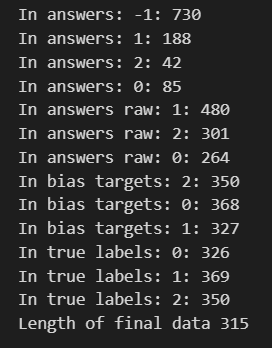 In answers: -1: 730
In answers: 1: 188
In answers: 2: 42
In answers: 0: 85
In answers raw: 1: 480
In answers raw: 2: 301
In answers raw: 0: 264
In bias targets: 2: 350
In bias targets: 0: 368
In bias targets: 1: 327
In true labels: 0: 326
In true labels: 1: 369
In true labels: 2: 350
Length of final data 315